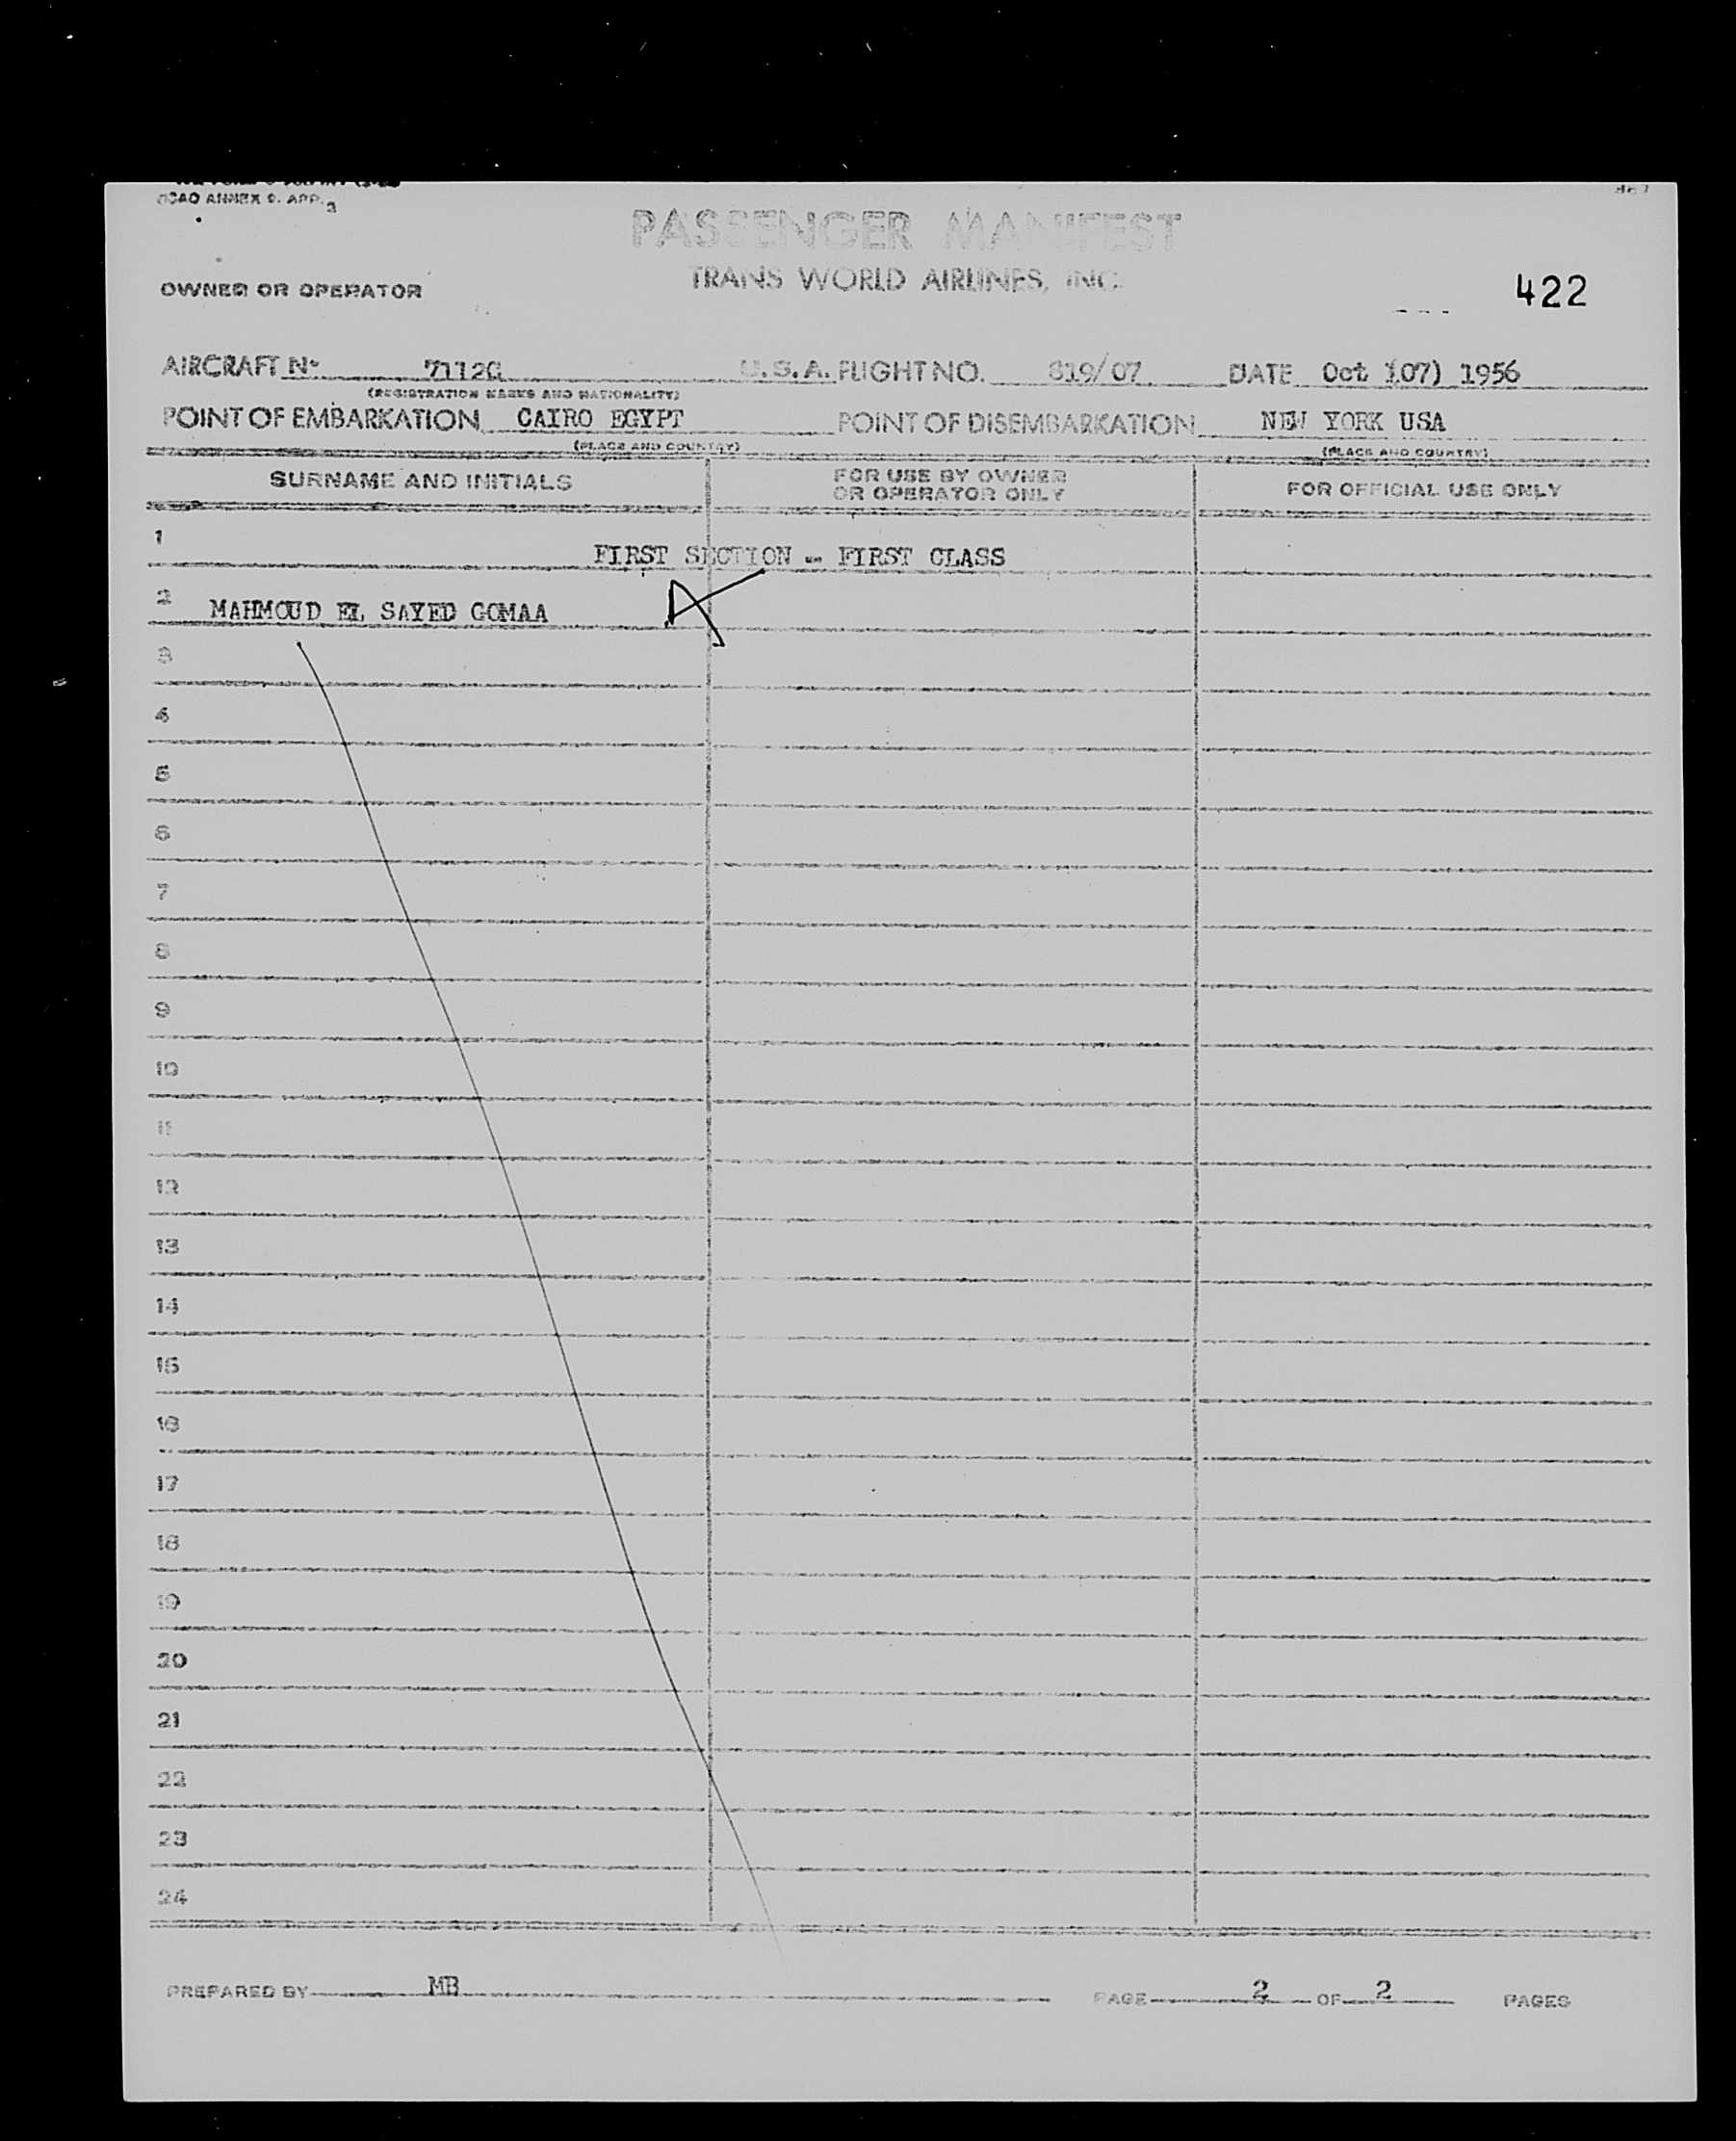 ICAO ANNEX 9. APP. 3
PASSENGER MANIFEST
OWNER OR OPERATOR TRANS WORLD AIRLINES, INC.
422
AIRCRAFT No 7112C U.S.A. FLIGHT NO. 819/07 DATE Oct (07) 1956
(REGISTRATION MARKS AND NATIONALITY)
POINT OF EMBARKATION CAIRO EGYPT POINT OF DISEMBARKATION NEW YORK USA
(PLACE AND COUNTRY) (PLACE AND COUNTRY)
SURNAME AND INITIALS FOR USE BY OWNER OR OPERATOR ONLY FOR OFFICIAL USE ONLY
1 FIRST SECTION - FIRST CLASS
2 MAHMOUD EL SAYED GOMAA A
3
4
5
6
7
8
9
10
11
12
13
14
15
16
17
18
19
20
21
22
23
24
PREPARED BY MB PAGE 2 OF 2 PAGES